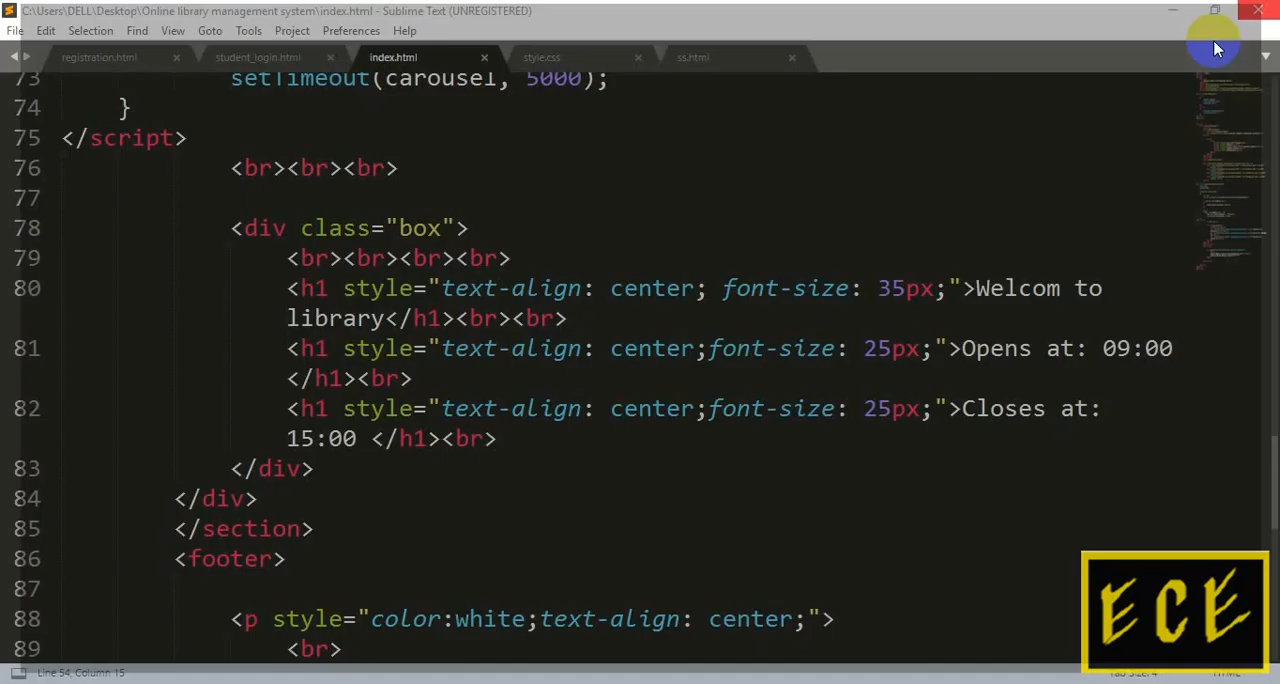 C:\Users\DELL\Desktop\Online library management system\index.html - Sublime Text (UNREGISTERED)
File Edit Selection Find View Goto Tools Project Preferences Help
registration.html student_login.html index.html style.css ss.html
73 setTimeout(carousel, 5000);
74 }
75 </script>
76 <br><br><br>
77
78 <div class="box">
79 <br><br><br><br>
80 <h1 style="text-align: center; font-size: 35px;">Welcom to
library</h1><br><br>
81 <h1 style="text-align: center;font-size: 25px;">Opens at: 09:00
</h1><br>
82 <h1 style="text-align: center;font-size: 25px;">Closes at:
15:00 </h1><br>
83 </div>
84 </div>
85 </section>
86 <footer>
87
88 <p style="color:white;text-align: center;">
89 <br>
ECE
Line 54, Column 15